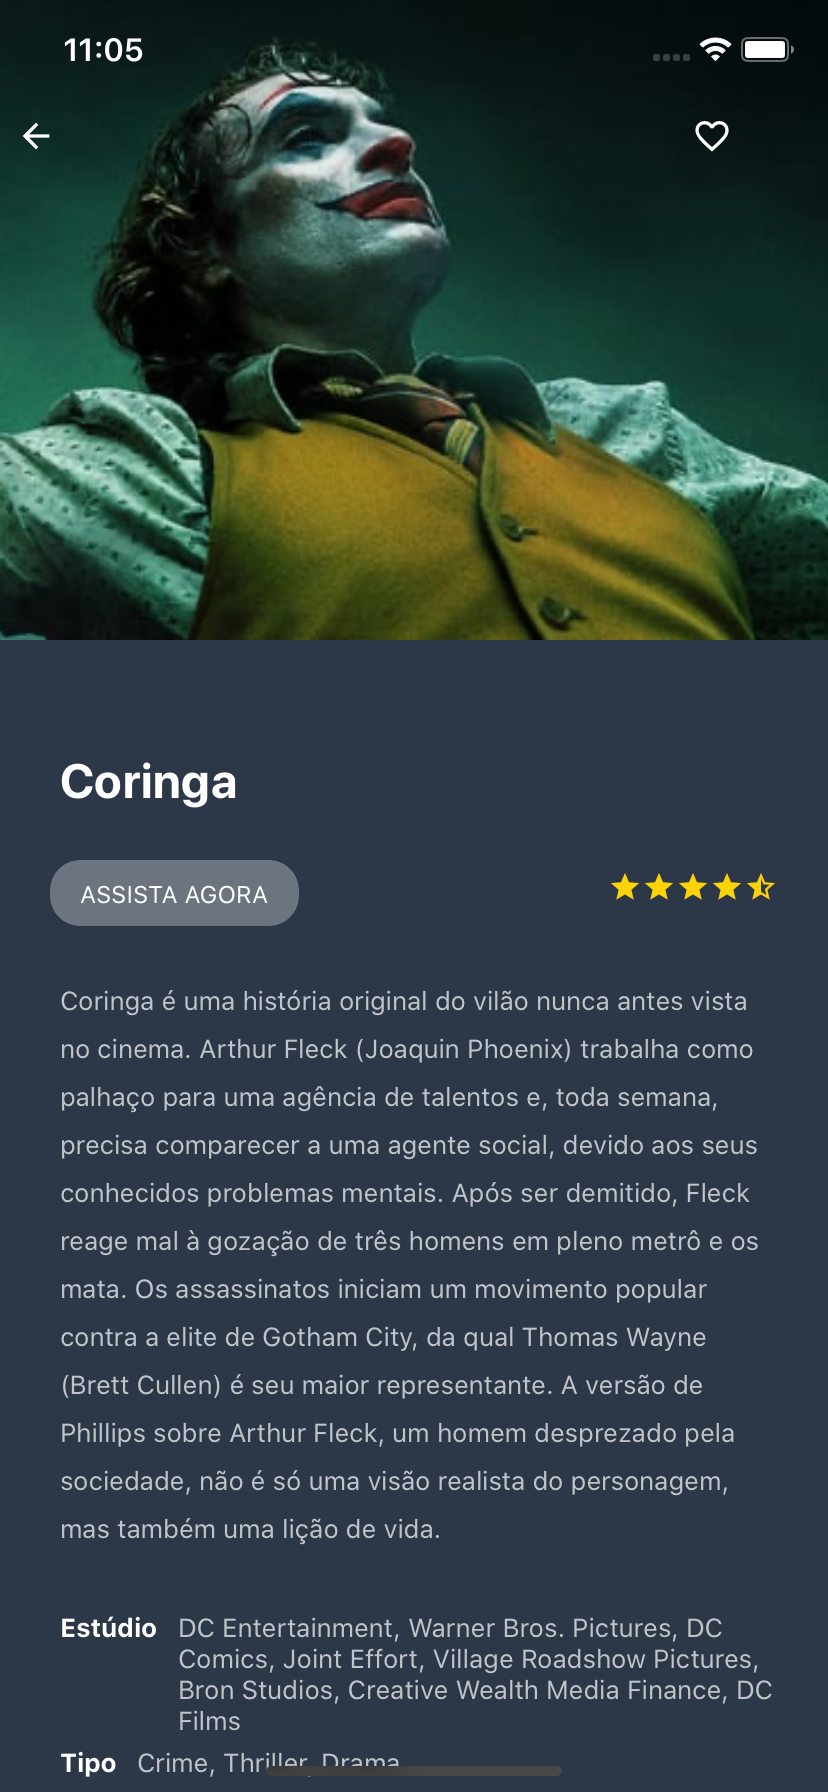 11:05
Coringa
ASSISTA AGORA
Coringa é uma história original do vilão nunca antes vista
no cinema. Arthur Fleck (Joaquin Phoenix) trabalha como
palhaço para uma agência de talentos e, toda semana,
precisa comparecer a uma agente social, devido aos seus
conhecidos problemas mentais. Após ser demitido, Fleck
reage mal à gozação de três homens em pleno metrô e os
mata. Os assassinatos iniciam um movimento popular
contra a elite de Gotham City, da qual Thomas Wayne
(Brett Cullen) é seu maior representante. A versão de
Phillips sobre Arthur Fleck, um homem desprezado pela
sociedade, não é só uma visão realista do personagem,
mas também uma lição de vida.
Estúdio DC Entertainment, Warner Bros. Pictures, DC
Comics, Joint Effort, Village Roadshow Pictures,
Bron Studios, Creative Wealth Media Finance, DC
Films
Tipo Crime, Thriller, Drama